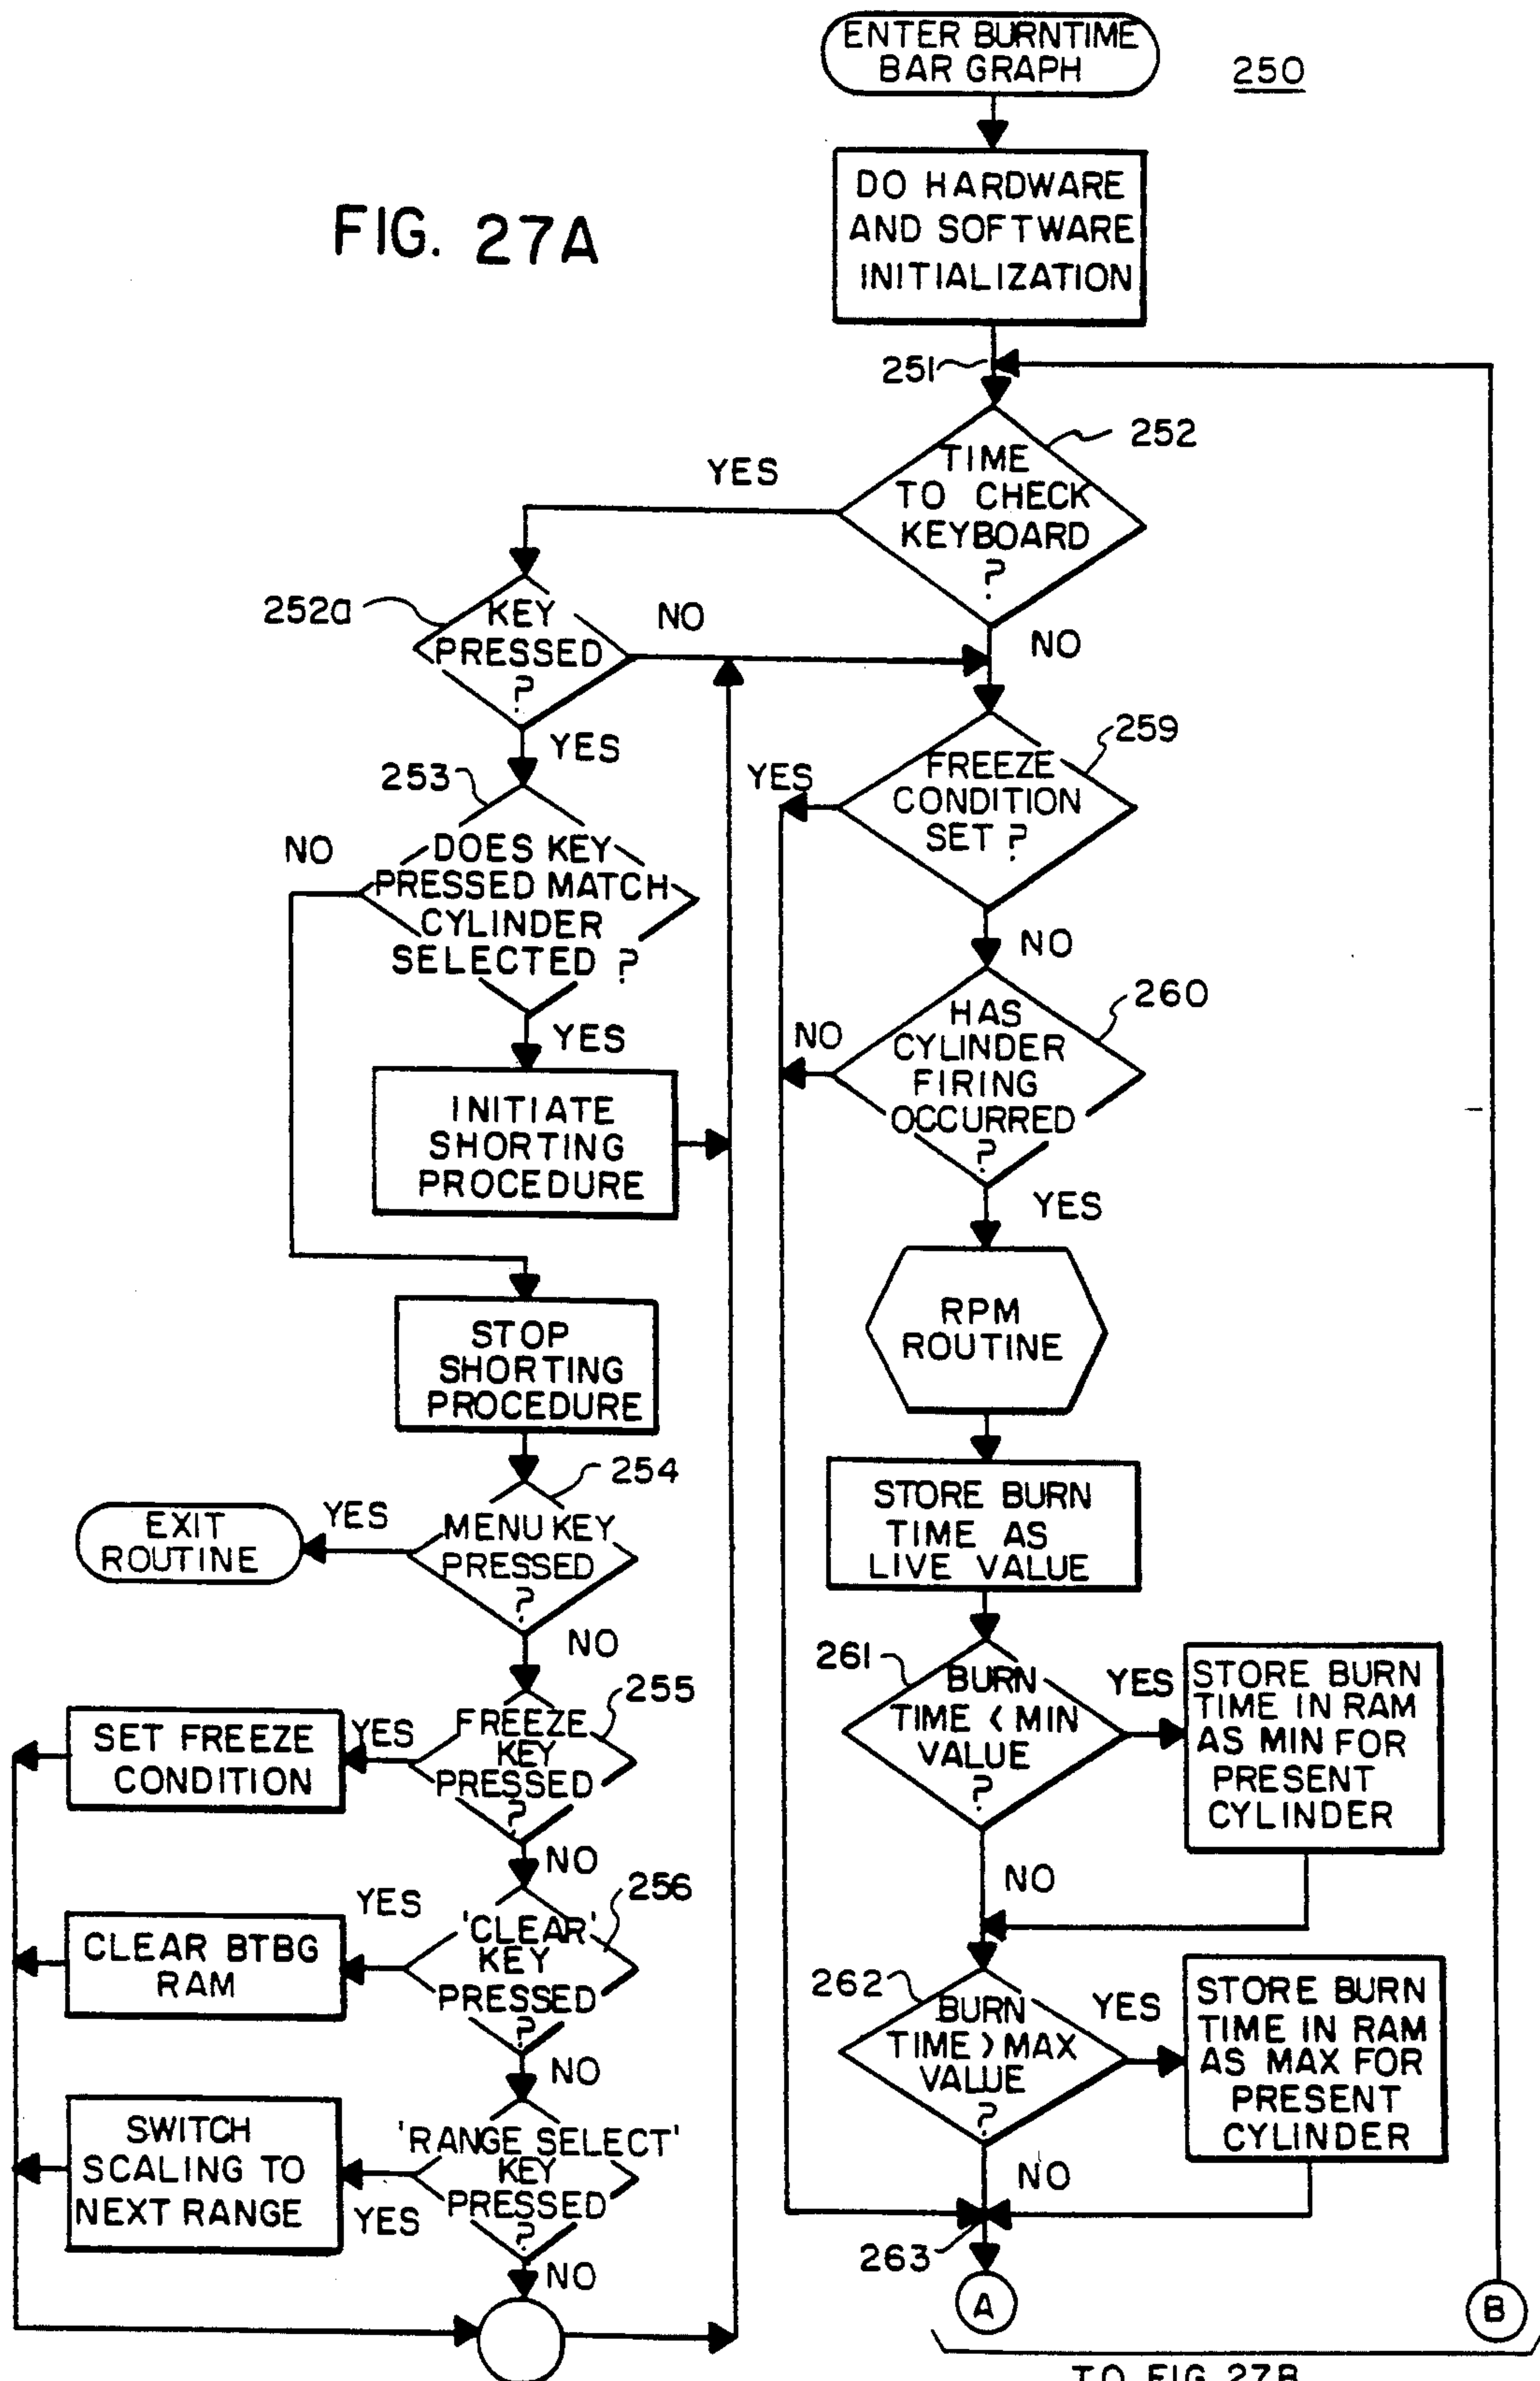 ENTER BURNTIME
BAR GRAPH
250
FIG. 27A
DO HARDWARE
AND SOFTWARE
INITIALIZATION
251
252
TIME
TO CHECK
KEYBOARD
?
YES
NO
252a
KEY
PRESSED
?
NO
YES
253
DOES KEY
PRESSED MATCH
CYLINDER
SELECTED ?
NO
YES
INITIATE
SHORTING
PROCEDURE
STOP
SHORTING
PROCEDURE
254
MENU KEY
PRESSED
?
YES
EXIT
ROUTINE
NO
255
FREEZE
KEY
PRESSED
?
YES
SET FREEZE
CONDITION
NO
256
'CLEAR'
KEY
PRESSED
?
YES
CLEAR BTBG
RAM
NO
'RANGE SELECT'
KEY
PRESSED
?
YES
SWITCH
SCALING TO
NEXT RANGE
NO
259
FREEZE
CONDITION
SET ?
YES
NO
260
HAS
CYLINDER
FIRING
OCCURRED
?
NO
YES
RPM
ROUTINE
STORE BURN
TIME AS
LIVE VALUE
261
BURN
TIME < MIN
VALUE
?
YES
STORE BURN
TIME IN RAM
AS MIN FOR
PRESENT
CYLINDER
NO
262
BURN
TIME > MAX
VALUE
?
YES
STORE BURN
TIME IN RAM
AS MAX FOR
PRESENT
CYLINDER
NO
263
A
B
TO FIG 27B